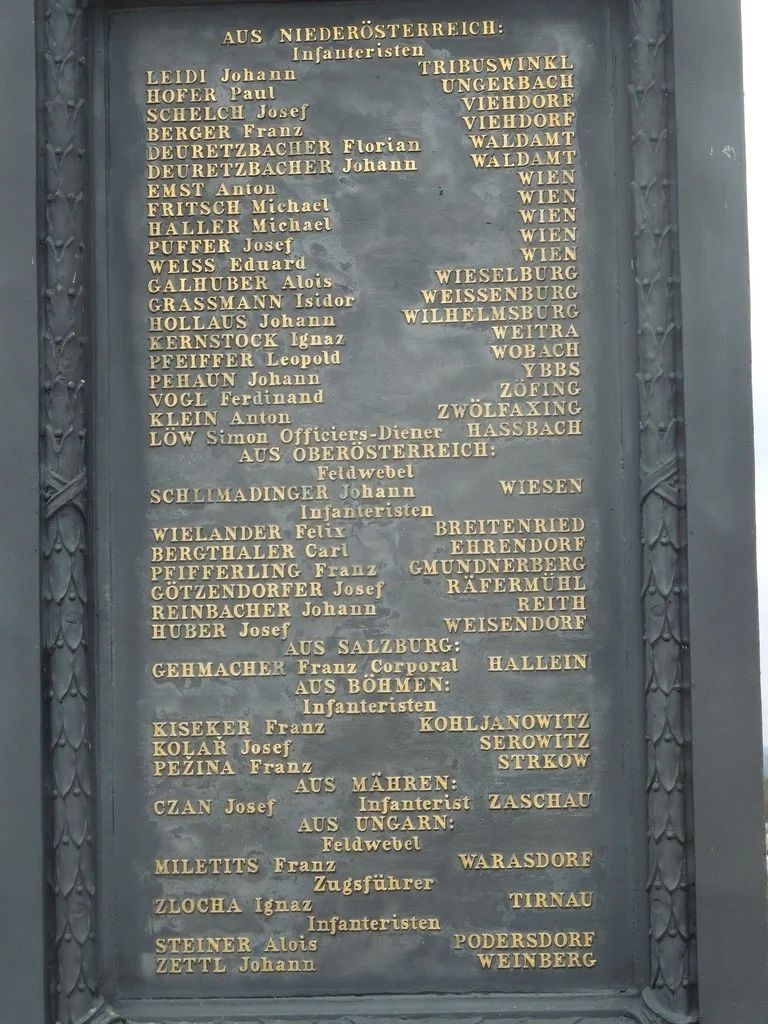 AUS NIEDERÖSTERREICH:
Infanteristen
LEIDI Johann TRIBUSWINKL
HOFER Paul UNGERBACH
SCHELCH Josef VIEHDORF
BERGER Franz VIEHDORF
DEURETZBACHER Florian WALDAMT
DEURETZBACHER Johann WALDAMT
EMST Anton WIEN
FRITSCH Michael WIEN
HALLER Michael WIEN
PUFFER Josef WIEN
WEISS Eduard WIEN
GALHUBER Alois WIESELBURG
GRASSMANN Isidor WEISSENBURG
HOLLAUS Johann WILHELMSBURG
KERNSTOCK Ignaz WEITRA
PFEIFFER Leopold WOBACH
PEHAUN Johann YBBS
VOGL Ferdinand ZÖFING
KLEIN Anton ZWÖLFAXING
LÖW Simon Officiers-Diener HASSBACH
AUS OBERÖSTERREICH:
Feldwebel
SCHLIMADINGER Johann WIESEN
Infanteristen
WIELANDER Felix BREITENRIED
BERGTHALER Carl EHRENDORF
PFIFFERLING Franz GMUNDNERBERG
GÖTZENDORFER Josef RÄFERMÜHL
REINBACHER Johann REITH
HUBER Josef WEISENDORF
AUS SALZBURG:
GEHMACHER Franz Corporal HALLEIN
AUS BÖHMEN:
Infanteristen
KISEKER Franz KOHLJANOWITZ
KOLAŘ Josef SEROWITZ
PEŽINA Franz STRKOW
AUS MÄHREN:
CZAN Josef Infanterist ZASCHAU
AUS UNGARN:
Feldwebel
MILETITS Franz WARASDORF
Zugsführer
ZLOCHA Ignaz TIRNAU
Infanteristen
STEINER Alois PODERSDORF
ZETTL Johann WEINBERG